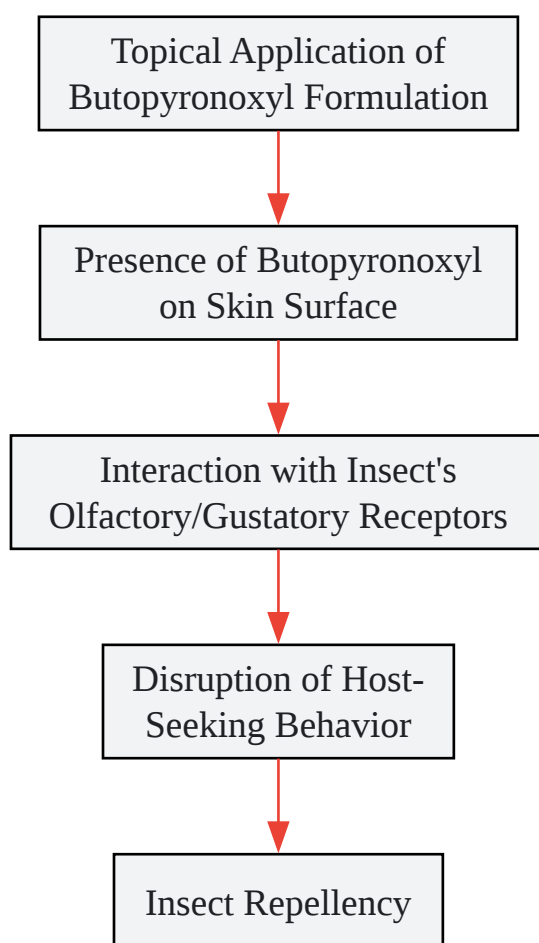 Topical Application of
Butopyronoxyl Formulation
Presence of Butopyronoxyl
on Skin Surface
Interaction with Insect's
Olfactory/Gustatory Receptors
Disruption of Host-
Seeking Behavior
Insect Repellency